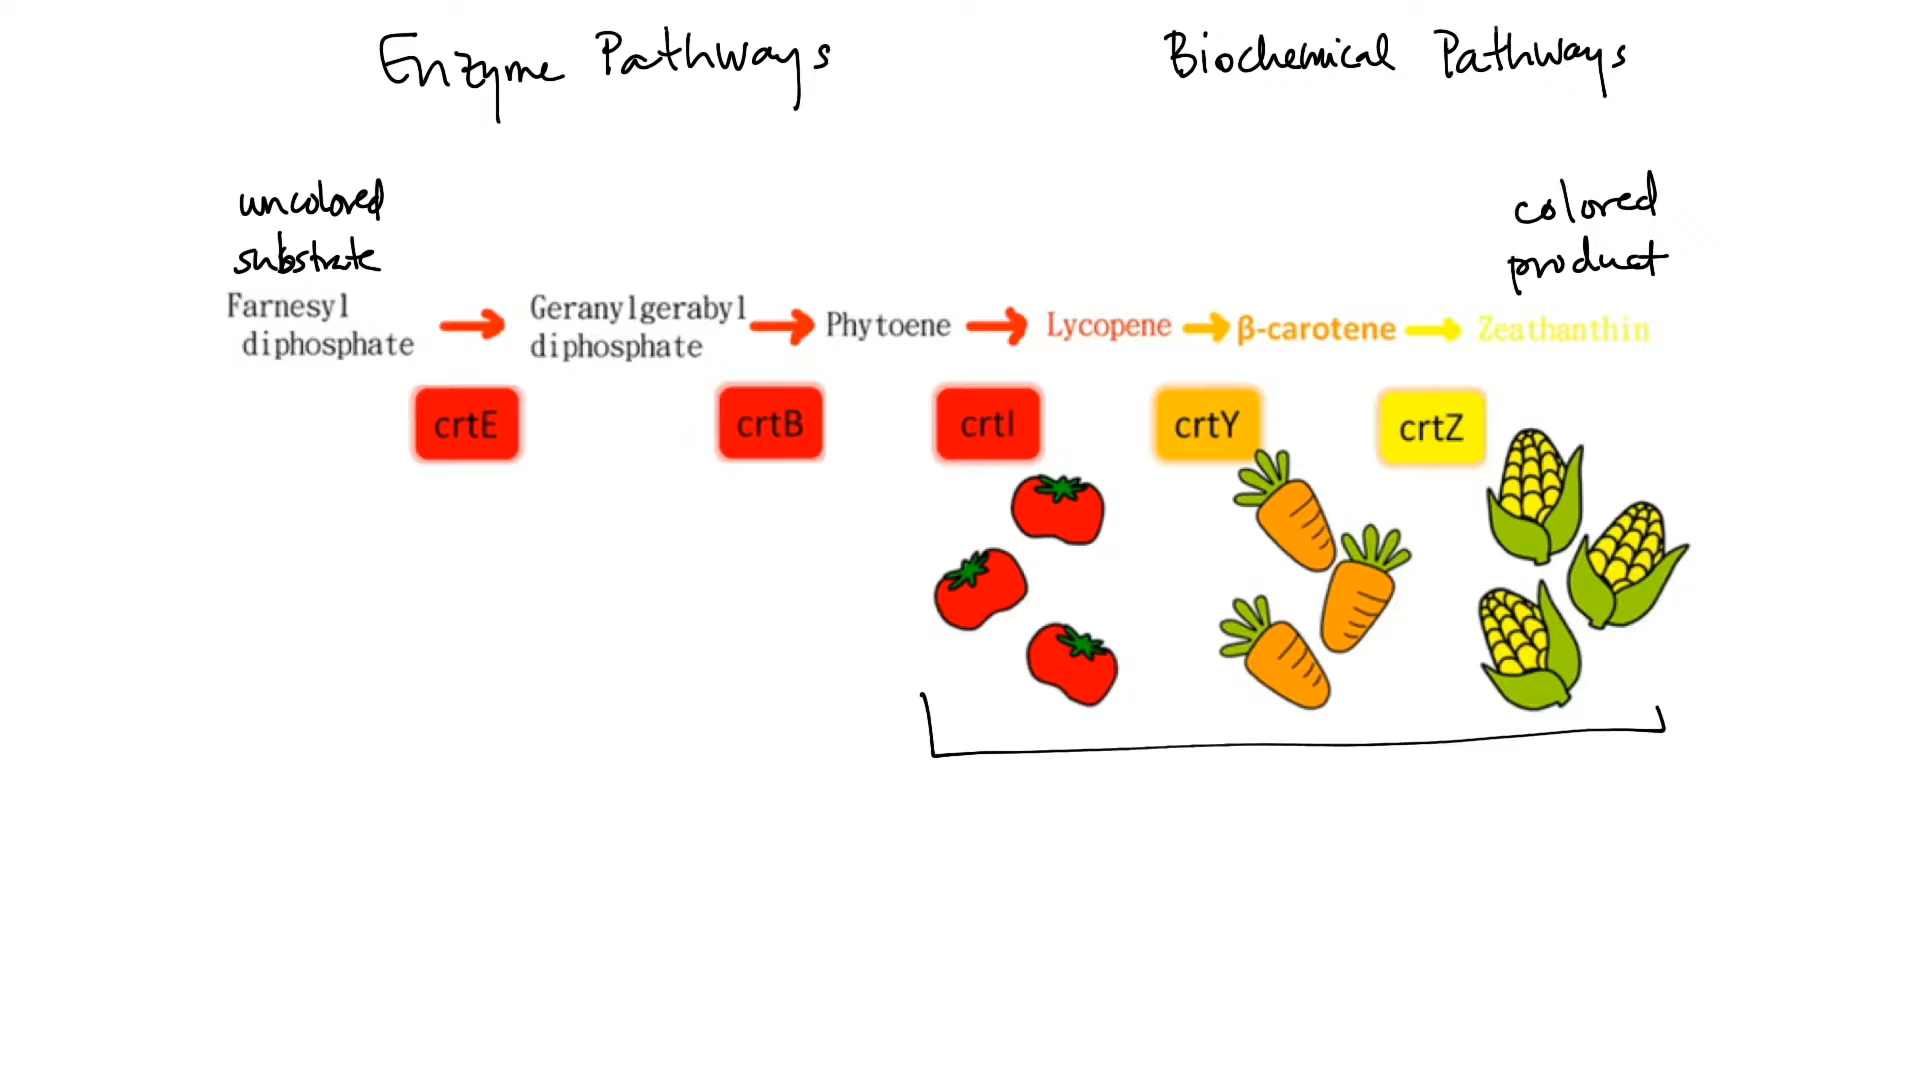 Enzyme Pathways
Biochemical Pathways
uncolored
substrate
colored
product
Farnesyl
diphosphate
Geranylgerabyl
diphosphate
Phytoene
Lycopene
β-carotene
Zeathanthin
crtE
crtB
crtI
crtY
crtZ